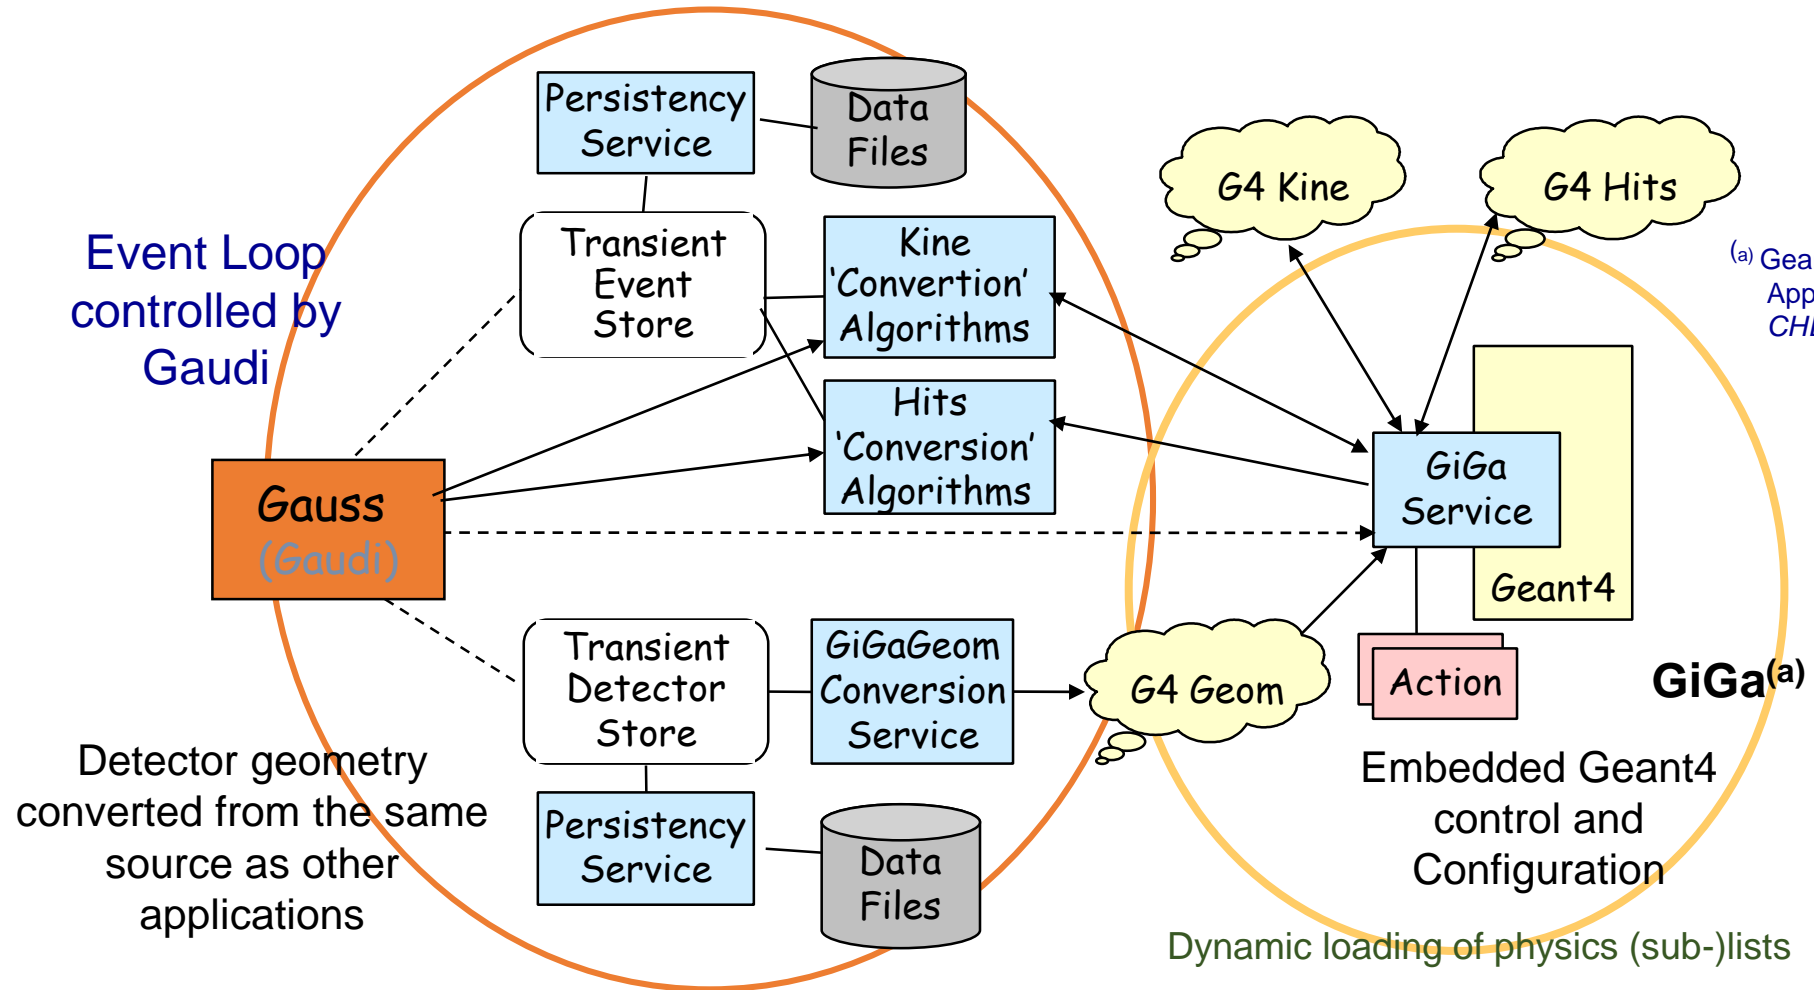 Persistency
Service
Data
Files
G4 Kine
G4 Hits
Event Loop
controlled by
Gaudi
Transient
Event
Store
Kine
‘Convertion’
Algorithms
(a)
Hits
‘Conversion’
Algorithms
GiGa
Service
Geant4
Gauss
(Gaudi)
Transient
Detector
Store
GiGaGeom
Conversion
Service
G4 Geom
Action
GiGa(a)
Detector geometry
converted from the same
source as other
applications
Persistency
Service
Data
Files
Embedded Geant4
control and
Configuration
Dynamic loading of physics (sub-)lists